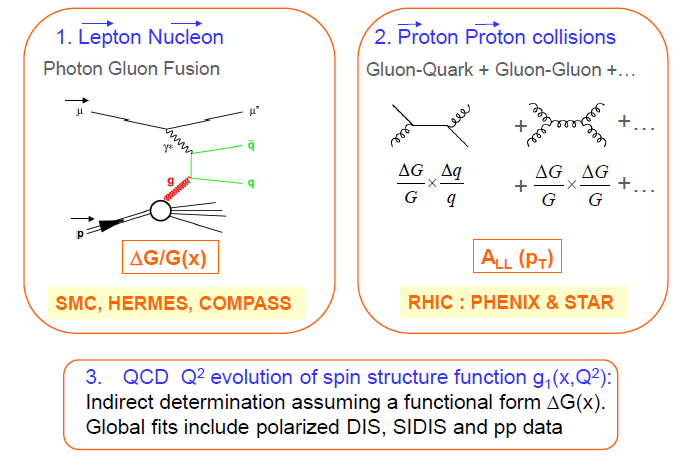 1. Lepton Nucleon
Photon Gluon Fusion
μ
μ'
γ*
q̄
g
q
p
ΔG/G(x)
SMC, HERMES, COMPASS
2. Proton Proton collisions
Gluon-Quark + Gluon-Gluon +...
+ +...
ΔG/G × Δq/q + ΔG/G × ΔG/G +...
A_LL (p_T)
RHIC : PHENIX & STAR
3. QCD Q² evolution of spin structure function g₁(x,Q²):
Indirect determination assuming a functional form ΔG(x).
Global fits include polarized DIS, SIDIS and pp data